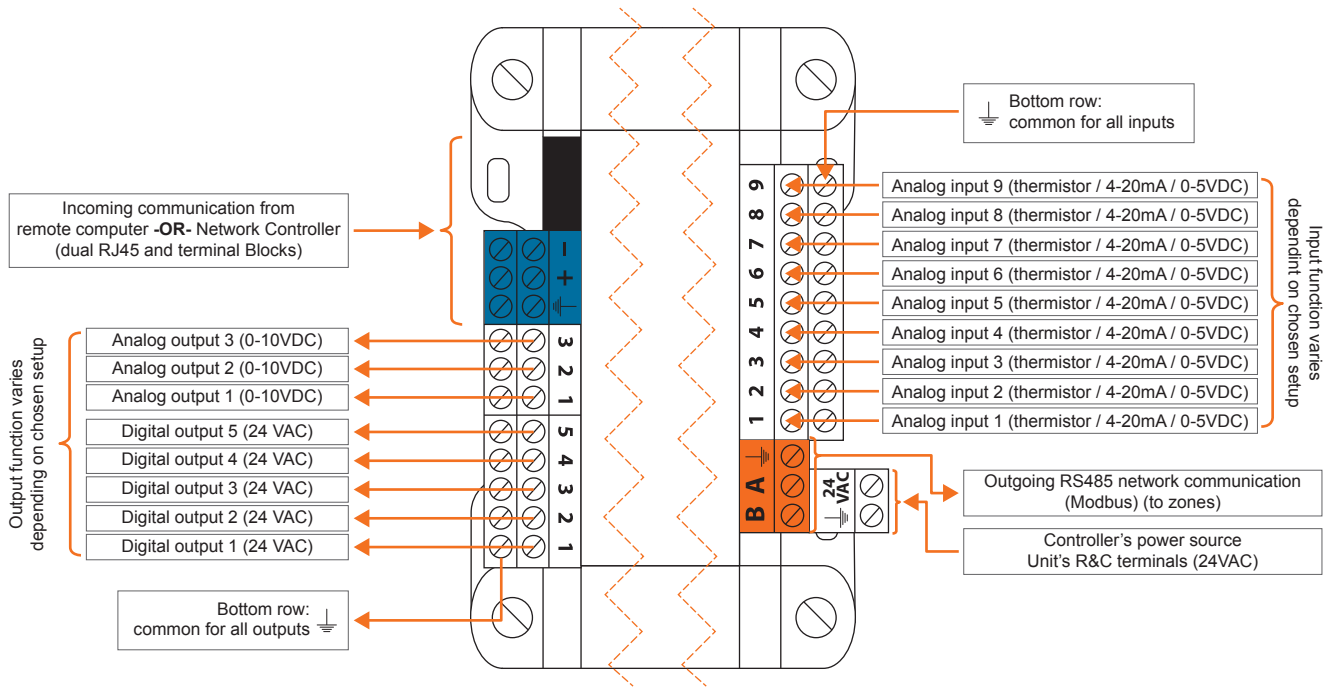 Bottom row:
common for all inputs
Incoming communication from
remote computer -OR- Network Controller
(dual RJ45 and terminal Blocks)
Output function varies
depending on chosen setup
Analog output 3 (0-10VDC)
Analog output 2 (0-10VDC)
Analog output 1 (0-10VDC)
Digital output 5 (24 VAC)
Digital output 4 (24 VAC)
Digital output 3 (24 VAC)
Digital output 2 (24 VAC)
Digital output 1 (24 VAC)
Bottom row:
common for all outputs
–
+
3
2
1
5
4
3
2
1
9
8
7
6
5
4
3
2
1
A
B
24
VAC
Analog input 9 (thermistor / 4-20mA / 0-5VDC)
Analog input 8 (thermistor / 4-20mA / 0-5VDC)
Analog input 7 (thermistor / 4-20mA / 0-5VDC)
Analog input 6 (thermistor / 4-20mA / 0-5VDC)
Analog input 5 (thermistor / 4-20mA / 0-5VDC)
Analog input 4 (thermistor / 4-20mA / 0-5VDC)
Analog input 3 (thermistor / 4-20mA / 0-5VDC)
Analog input 2 (thermistor / 4-20mA / 0-5VDC)
Analog input 1 (thermistor / 4-20mA / 0-5VDC)
Input function varies
dependint on chosen setup
Outgoing RS485 network communication
(Modbus) (to zones)
Controller's power source
Unit's R&C terminals (24VAC)